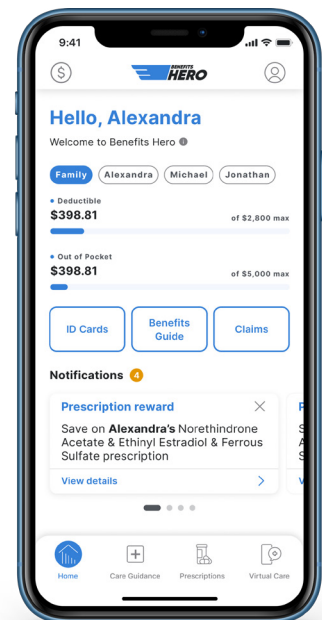 9:41
$
BENEFITS
HERO
Hello, Alexandra
Welcome to Benefits Hero
Family Alexandra Michael Jonathan
Deductible
$398.81 of $2,800 max
Out of Pocket
$398.81 of $5,000 max
ID Cards Benefits Guide Claims
Notifications 4
Prescription reward
Save on Alexandra's Norethindrone
Acetate & Ethinyl Estradiol & Ferrous
Sulfate prescription
View details
Home Care Guidance Prescriptions Virtual Care